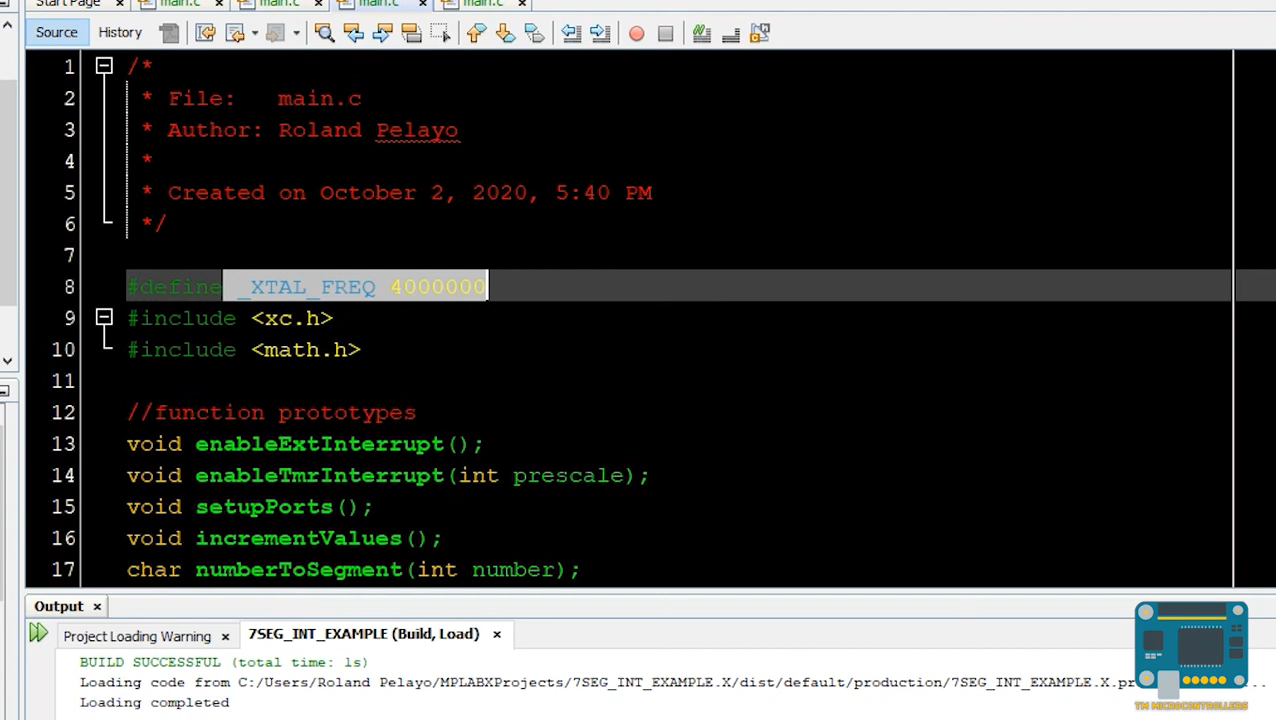 Start Page main.c main.c main.c main.c
Source History
1 /*
2 * File: main.c
3 * Author: Roland Pelayo
4 *
5 * Created on October 2, 2020, 5:40 PM
6 */
7
8 #define _XTAL_FREQ 4000000
9 #include <xc.h>
10 #include <math.h>
11
12 //function prototypes
13 void enableExtInterrupt();
14 void enableTmrInterrupt(int prescale);
15 void setupPorts();
16 void incrementValues();
17 char numberToSegment(int number);
Output
Project Loading Warning 7SEG_INT_EXAMPLE (Build, Load)
BUILD SUCCESSFUL (total time: 1s)
Loading code from C:/Users/Roland Pelayo/MPLABXProjects/7SEG_INT_EXAMPLE.X/dist/default/production/7SEG_INT_EXAMPLE.X.pr
Loading completed
TM MICROCONTROLLERS